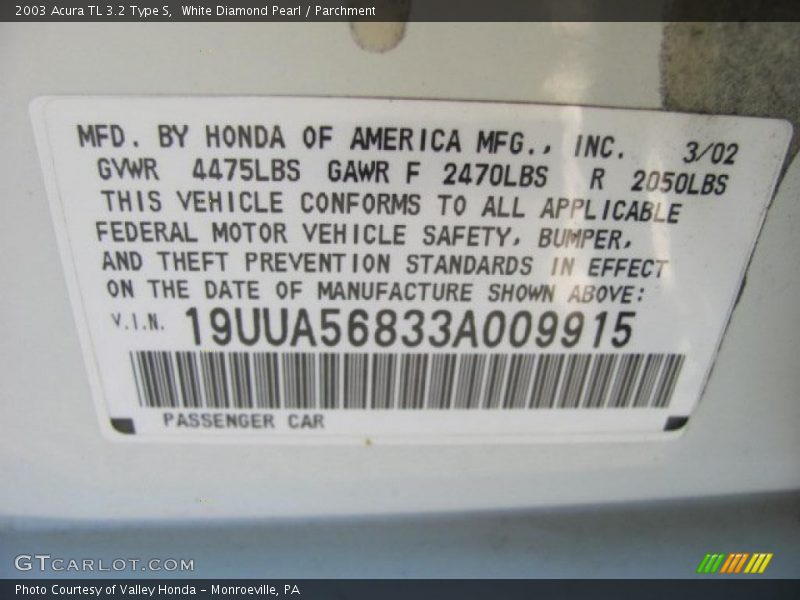 2003 Acura TL 3.2 Type S,  White Diamond Pearl / Parchment
MFD. BY HONDA OF AMERICA MFG., INC. 3/02
GVWR 4475LBS GAWR F 2470LBS R 2050LBS
THIS VEHICLE CONFORMS TO ALL APPLICABLE
FEDERAL MOTOR VEHICLE SAFETY, BUMPER,
AND THEFT PREVENTION STANDARDS IN EFFECT
ON THE DATE OF MANUFACTURE SHOWN ABOVE:
V.I.N. 19UUA56833A009915
PASSENGER CAR
GTCARLOT.COM
Photo Courtesy of Valley Honda - Monroeville, PA